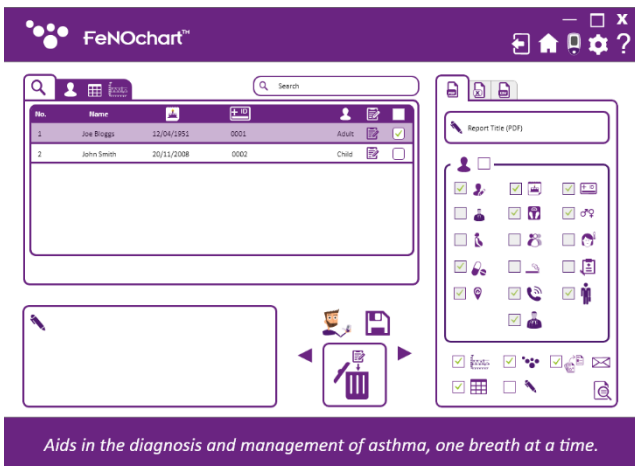 FeNOchart™
X
?
Search
No. Name ID
1 Joe Bloggs 12/04/1951 0001 Adult
2 John Smith 20/11/2008 0002 Child
Report Title (PDF)
Aids in the diagnosis and management of asthma, one breath at a time.